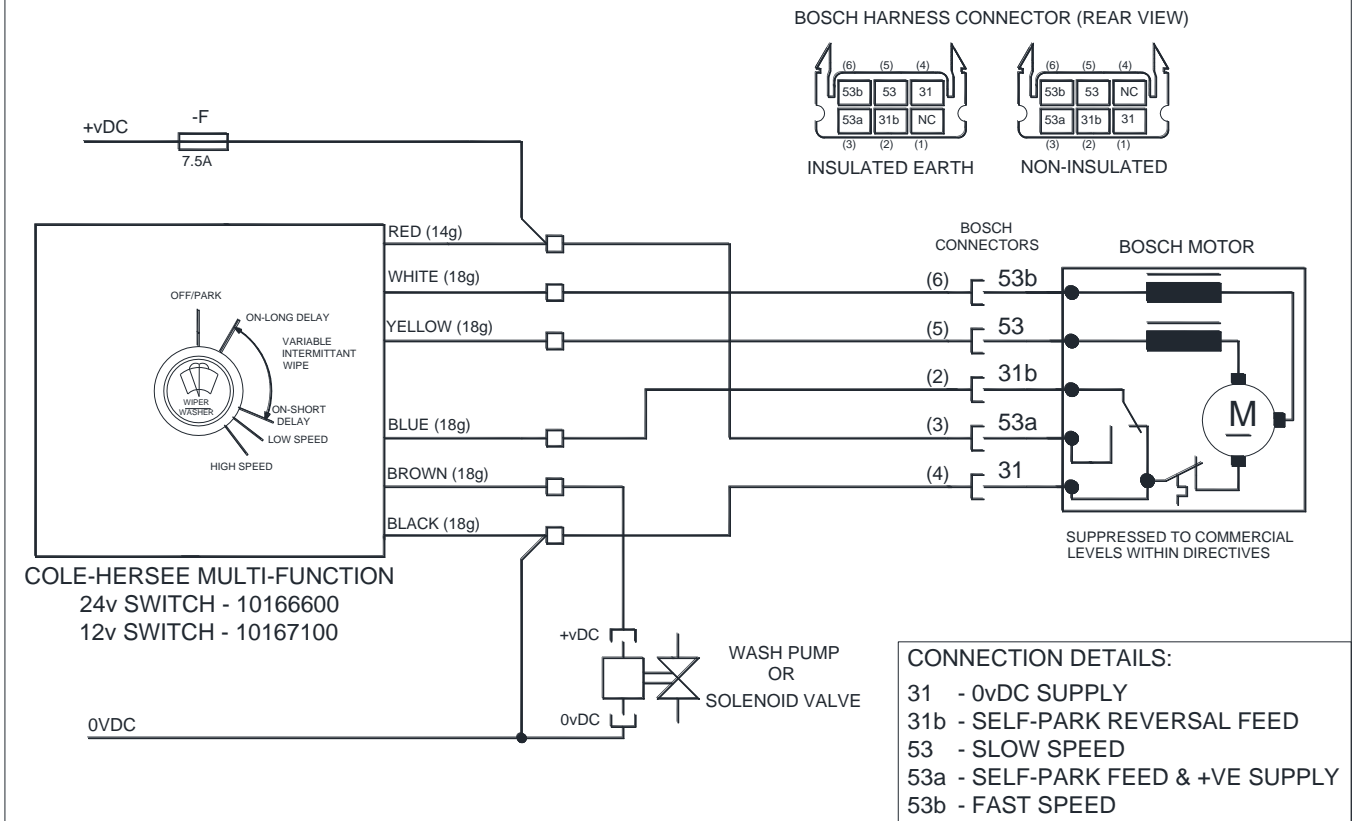 BOSCH HARNESS CONNECTOR (REAR VIEW)
(6) (5) (4)
53b 53 31
53a 31b NC
(3) (2) (1)
INSULATED EARTH
(6) (5) (4)
53b 53 NC
53a 31b 31
(3) (2) (1)
NON-INSULATED
+vDC
-F
7.5A
RED (14g)
WHITE (18g)
YELLOW (18g)
BLUE (18g)
BROWN (18g)
BLACK (18g)
OFF/PARK
ON-LONG DELAY
VARIABLE
INTERMITTANT
WIPE
WIPER
WASHER
ON-SHORT
DELAY
LOW SPEED
HIGH SPEED
COLE-HERSEE MULTI-FUNCTION
24v SWITCH - 10166600
12v SWITCH - 10167100
BOSCH
CONNECTORS
(6) 53b
(5) 53
(2) 31b
(3) 53a
(4) 31
BOSCH MOTOR
M
SUPPRESSED TO COMMERCIAL
LEVELS WITHIN DIRECTIVES
+vDC
0vDC
WASH PUMP
OR
SOLENOID VALVE
0VDC
CONNECTION DETAILS:
31 - 0vDC SUPPLY
31b - SELF-PARK REVERSAL FEED
53 - SLOW SPEED
53a - SELF-PARK FEED & +VE SUPPLY
53b - FAST SPEED